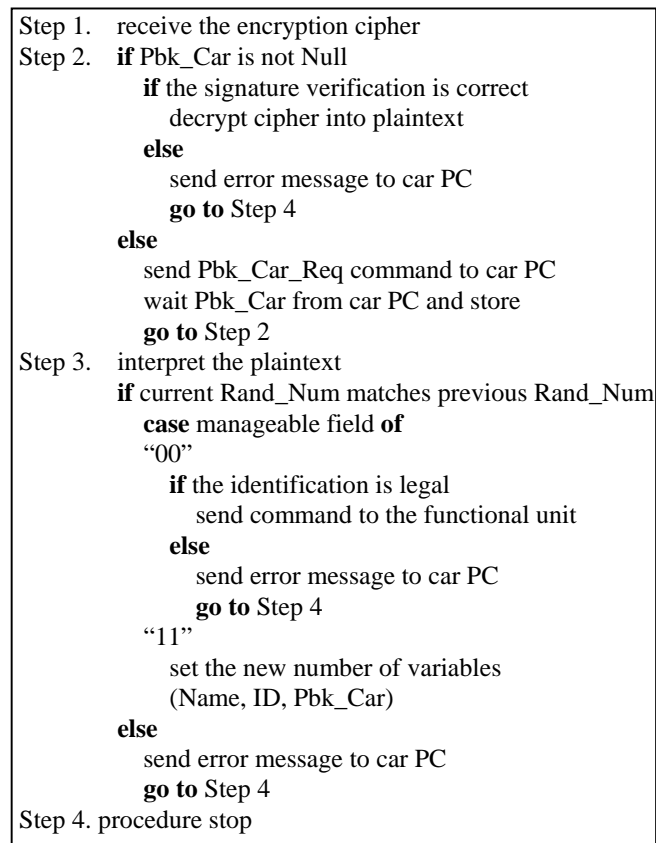 Step 1. receive the encryption cipher
Step 2. if Pbk_Car is not Null
if the signature verification is correct
decrypt cipher into plaintext
else
send error message to car PC
go to Step 4
else
send Pbk_Car_Req command to car PC
wait Pbk_Car from car PC and store
go to Step 2
Step 3. interpret the plaintext
if current Rand_Num matches previous Rand_Num
case manageable field of
“00”
if the identification is legal
send command to the functional unit
else
send error message to car PC
go to Step 4
“11”
set the new number of variables
(Name, ID, Pbk_Car)
else
send error message to car PC
go to Step 4
Step 4. procedure stop